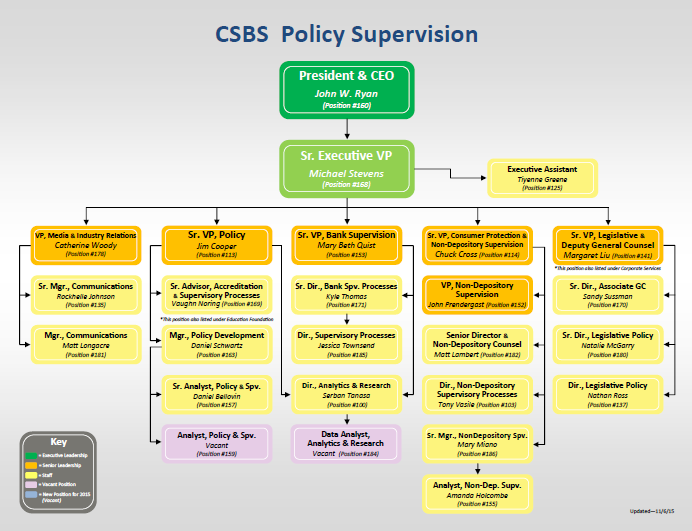 CSBS Policy Supervision
President & CEO
John W. Ryan
(Position #160)
Sr. Executive VP
Michael Stevens
(Position #168)
Executive Assistant
Tiyenne Greene
(Position #125)
VP, Media & Industry Relations
Catherine Woody
(Position #178)
Sr. VP, Policy
Jim Cooper
(Position #113)
Sr. VP, Bank Supervision
Mary Beth Quist
(Position #153)
Sr. VP, Consumer Protection &
Non-Depository Supervision
Chuck Cross (Position #114)
Sr. VP, Legislative &
Deputy General Counsel
Margaret Liu (Position #141)
*This position also listed under Corporate Services
Sr. Mgr., Communications
Rockhelle Johnson
(Position #135)
Sr. Advisor, Accreditation
& Supervisory Processes
Vaughn Noring (Position #169)
*This position also listed under Education Foundation
Sr. Dir., Bank Spv. Processes
Kyle Thomas
(Position #171)
VP, Non-Depository
Supervision
John Prendergast (Position #152)
Sr. Dir., Associate GC
Sandy Sussman
(Position #170)
Mgr., Communications
Matt Longacre
(Position #181)
Mgr., Policy Development
Daniel Schwartz
(Position #163)
Dir., Supervisory Processes
Jessica Townsend
(Position #185)
Senior Director &
Non-Depository Counsel
Matt Lambert (Position #182)
Sr. Dir., Legislative Policy
Natalie McGarry
(Position #180)
Sr. Analyst, Policy & Spv.
Daniel Bellovin
(Position #157)
Dir., Analytics & Research
Serban Tanasa
(Position #100)
Dir., Non-Depository
Supervisory Processes
Tony Vasile (Position #103)
Dir., Legislative Policy
Nathan Ross
(Position #137)
Analyst, Policy & Spv.
Vacant
(Position #159)
Data Analyst,
Analytics & Research
Vacant (Position #184)
Sr. Mgr., NonDepository Spv.
Mary Miano
(Position #186)
Analyst, Non-Dep. Supv.
Amanda Holcombe
(Position #155)
Key
= Executive Leadership
= Senior Leadership
= Staff
= Vacant Position
= New Position for 2015
(Vacant)
Updated—11/6/15